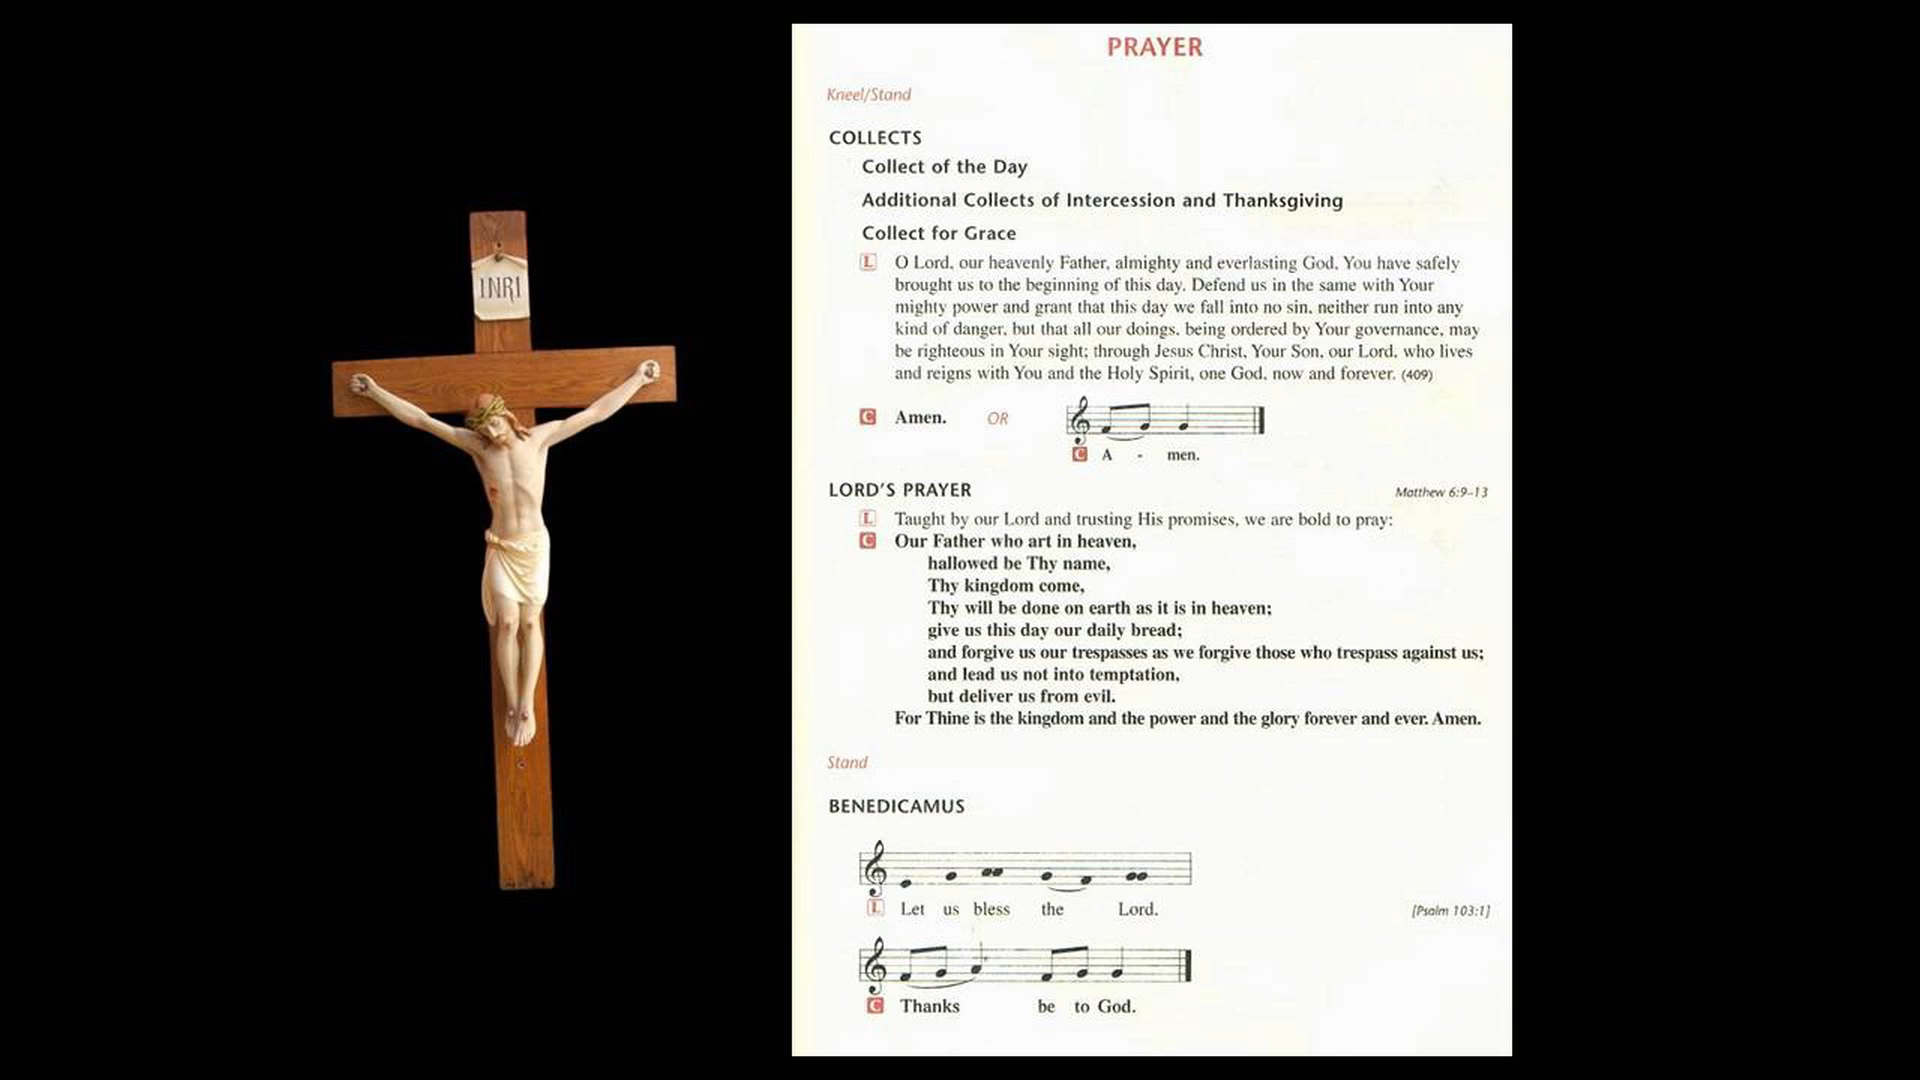 INRI
PRAYER
Kneel/Stand
COLLECTS
Collect of the Day
Additional Collects of Intercession and Thanksgiving
Collect for Grace
L O Lord, our heavenly Father, almighty and everlasting God, You have safely
brought us to the beginning of this day. Defend us in the same with Your
mighty power and grant that this day we fall into no sin, neither run into any
kind of danger, but that all our doings, being ordered by Your governance, may
be righteous in Your sight; through Jesus Christ, Your Son, our Lord, who lives
and reigns with You and the Holy Spirit, one God, now and forever. (409)
C Amen. OR
C A - men.
LORD'S PRAYER Matthew 6:9–13
L Taught by our Lord and trusting His promises, we are bold to pray:
C Our Father who art in heaven,
hallowed be Thy name,
Thy kingdom come,
Thy will be done on earth as it is in heaven;
give us this day our daily bread;
and forgive us our trespasses as we forgive those who trespass against us;
and lead us not into temptation,
but deliver us from evil.
For Thine is the kingdom and the power and the glory forever and ever. Amen.
Stand
BENEDICAMUS
L Let us bless the Lord. [Psalm 103:1]
C Thanks be to God.